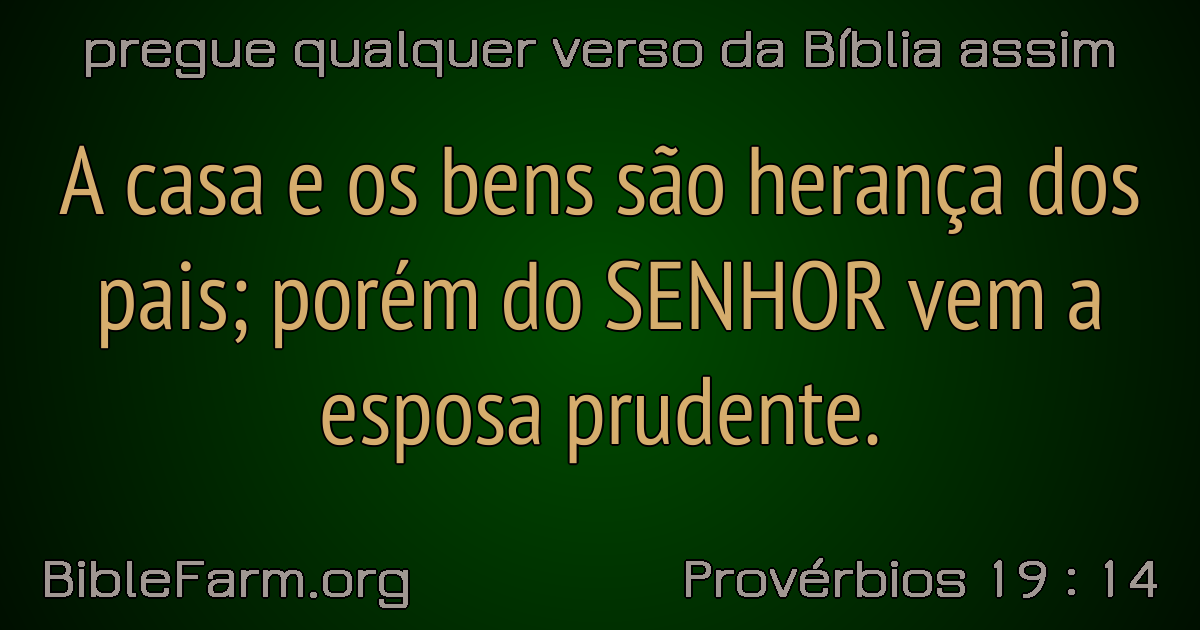 pregue qualquer verso da Bíblia assim
A casa e os bens são herança dos
pais; porém do SENHOR vem a
esposa prudente.
BibleFarm.org
Provérbios 19 : 14